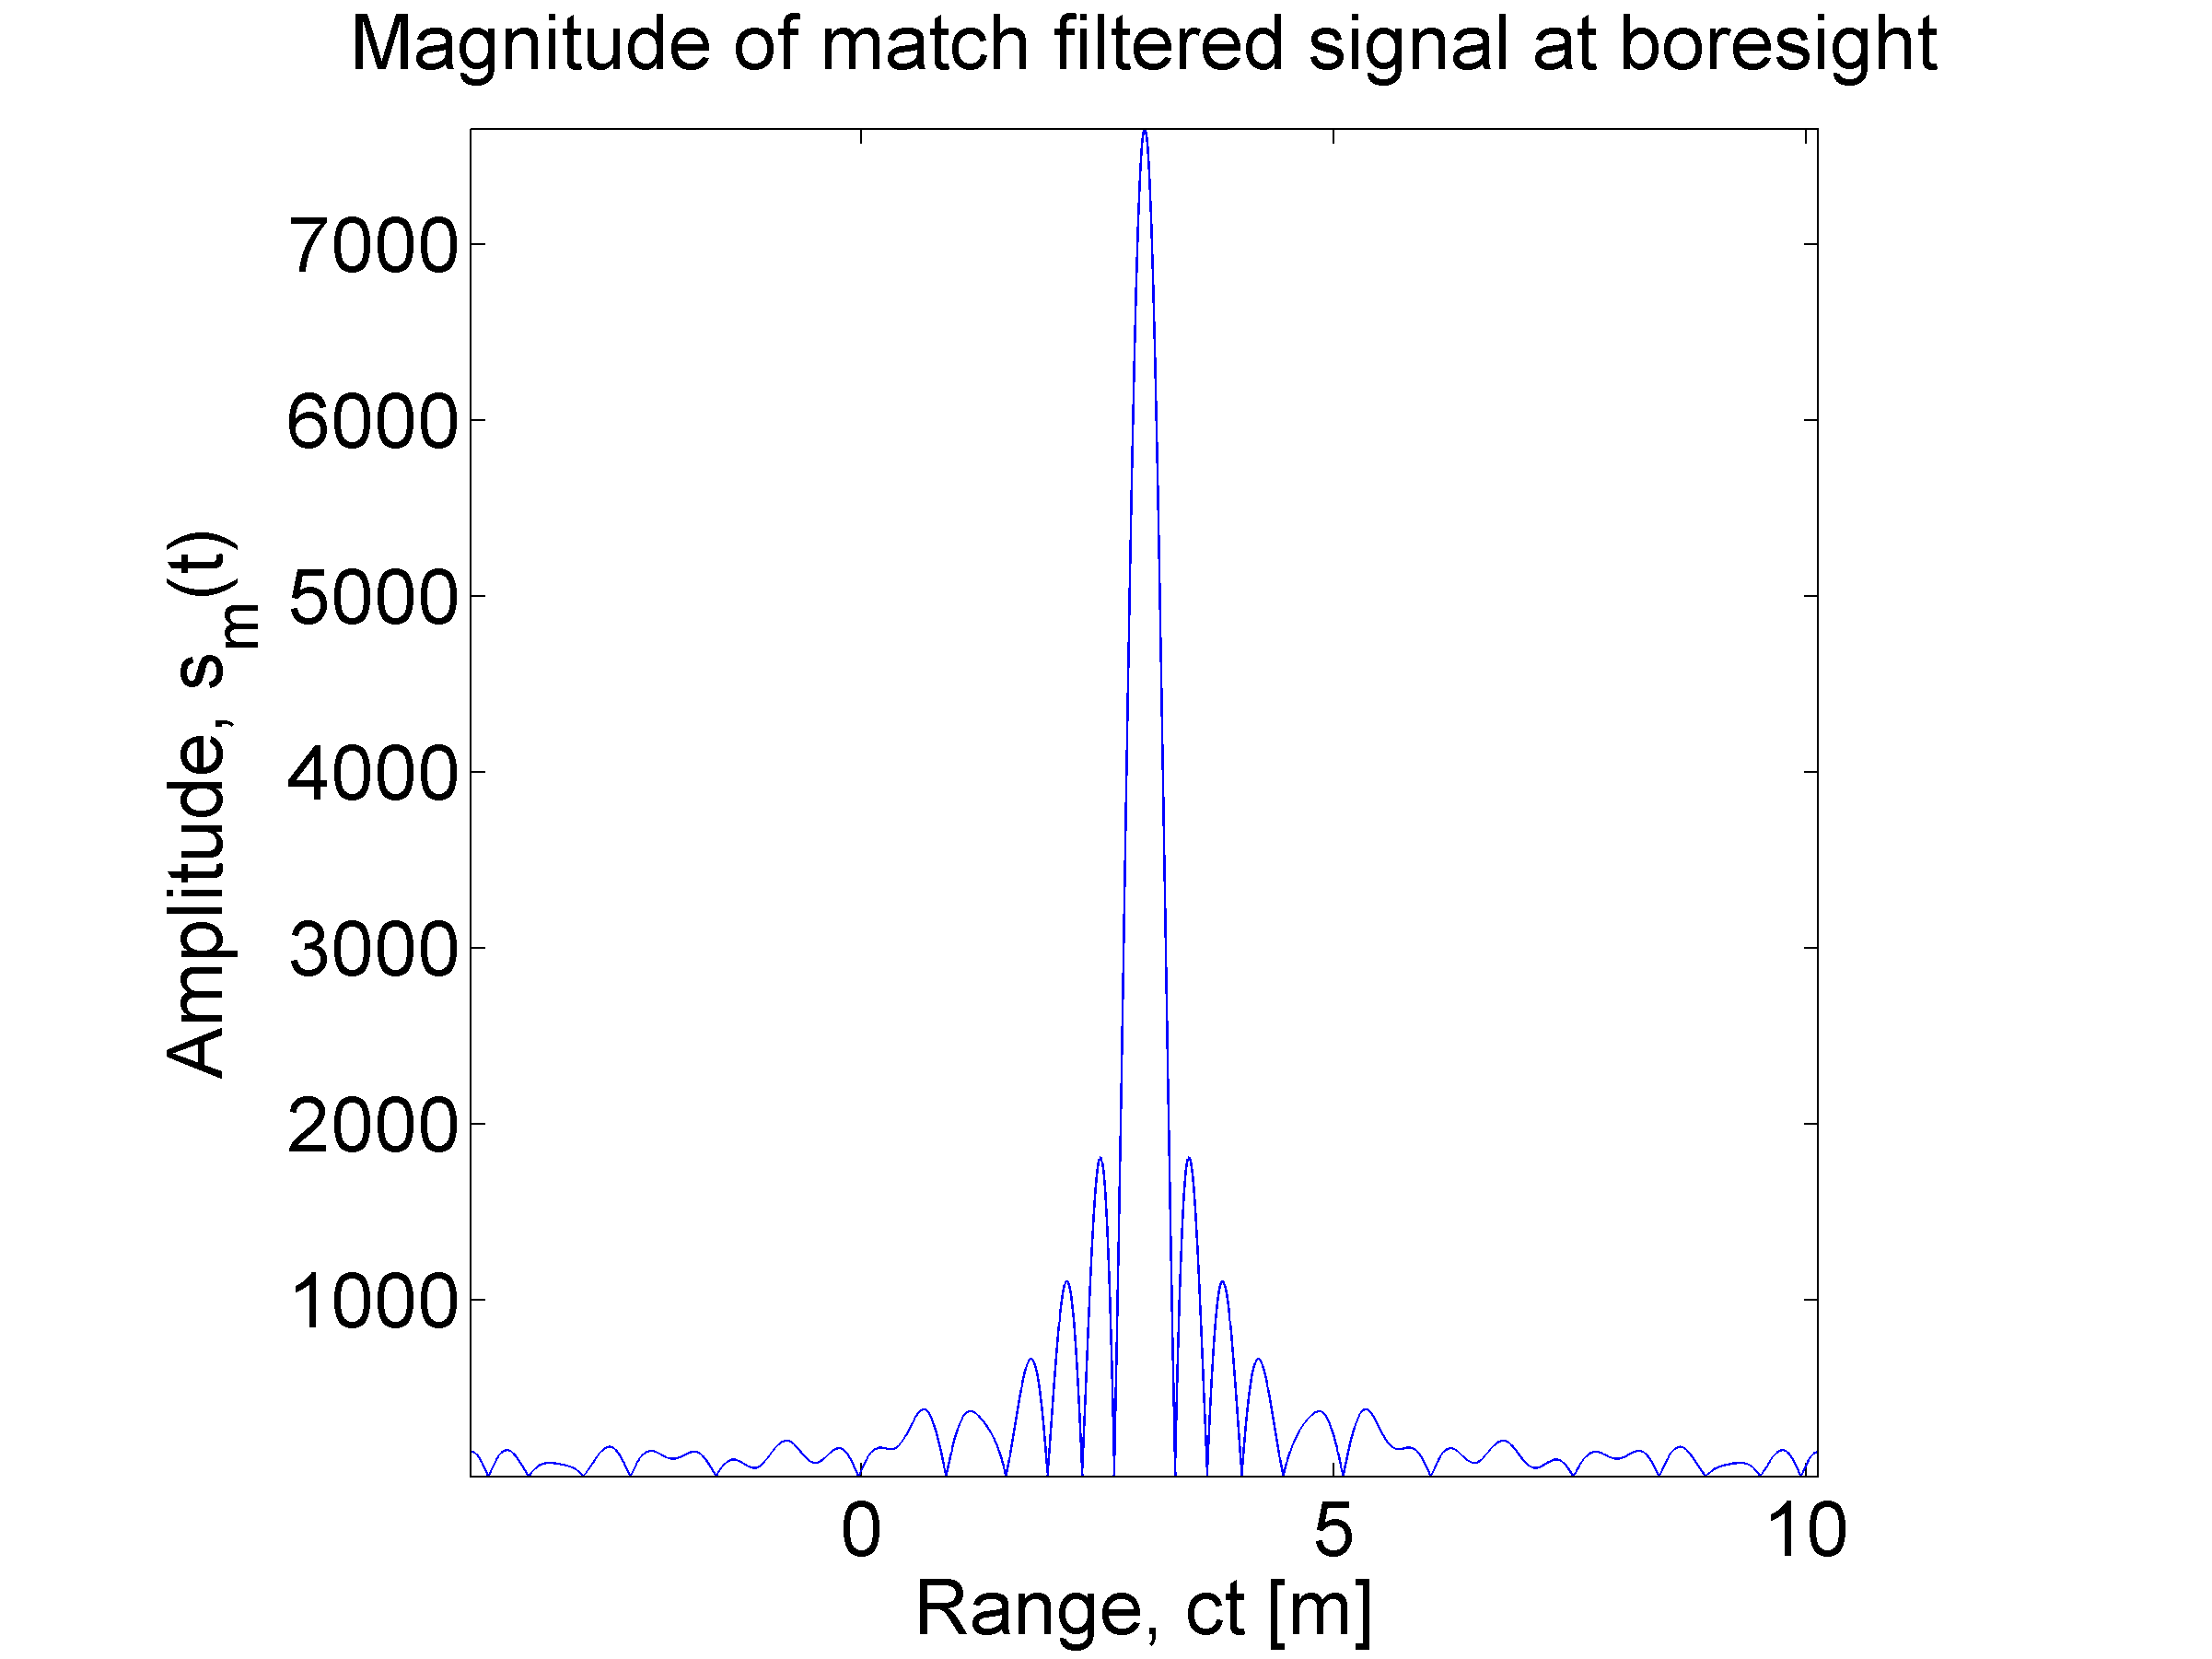 Magnitude of match filtered signal at boresight
Amplitude, s_m(t)
7000
6000
5000
4000
3000
2000
1000
0 5 10
Range, ct [m]